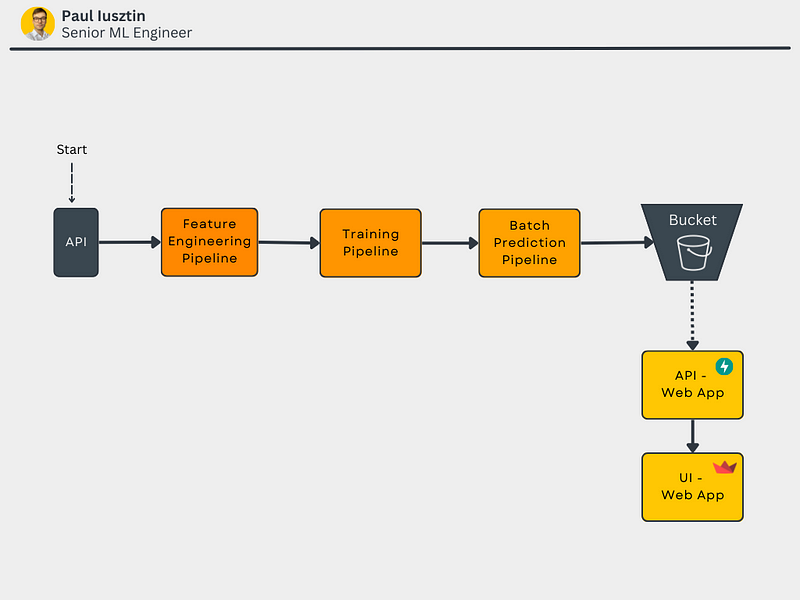 Paul Iusztin
Senior ML Engineer
Start
API
Feature
Engineering
Pipeline
Training
Pipeline
Batch
Prediction
Pipeline
Bucket
API -
Web App
UI -
Web App